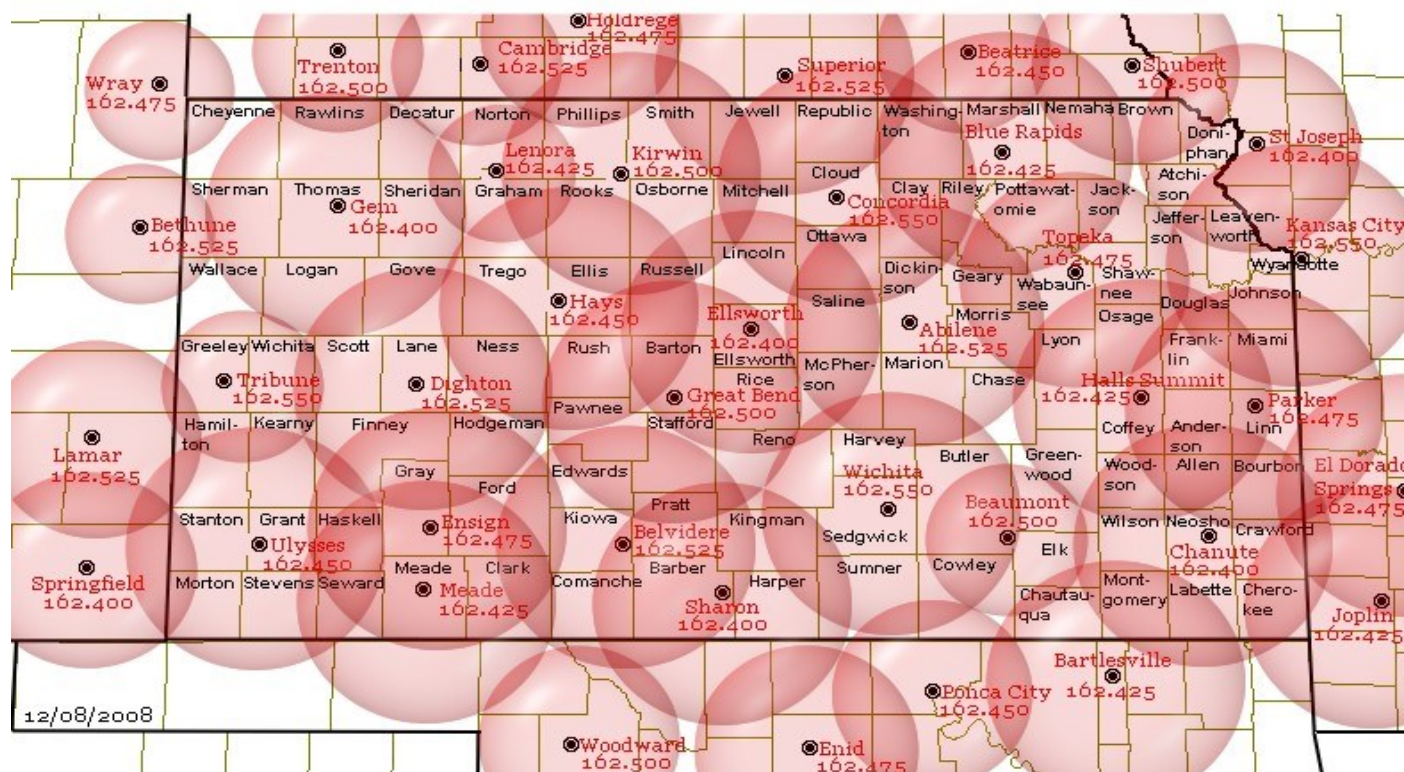 Holdrege
162.475
Cambridge
162.525
Trenton
162.500
Wray
162.475
Superior
162.525
Beatrice
162.450
Shubert
162.500
Cheyenne
Rawlins
Decatur
Norton
Phillips
Smith
Jewell
Republic
Washing-
ton
Marshall
Nemaha
Brown
Doni-
phan
Blue Rapids
162.425
St Joseph
162.400
Lenora
162.425
Kirwin
162.500
Cloud
Atchi-
son
Sherman
Thomas
Sheridan
Graham
Rooks
Osborne
Mitchell
Clay
Riley
Pottawat-
omie
Jack-
son
Gem
162.400
Concordia
162.550
Jeffer-
son
Leaven-
worth
Bethune
162.525
Kansas City
162.550
Ottawa
Topeka
162.475
Lincoln
Wallace
Logan
Gove
Trego
Ellis
Russell
Dickin-
son
Geary
Wabaun-
see
Shaw-
nee
Wyandotte
Johnson
Douglas
Saline
Hays
162.450
Ellsworth
162.400
Abilene
162.525
Morris
Osage
Greeley
Wichita
Scott
Lane
Ness
Rush
Barton
Ellsworth
Lyon
Frank-
lin
Miami
Rice
McPher-
son
Marion
Chase
Tribune
162.550
Dighton
162.525
Great Bend
162.500
Halls Summit
162.425
Parker
162.475
Linn
Pawnee
Stafford
Hamil-
ton
Kearny
Finney
Hodgeman
Reno
Harvey
Coffey
Ander-
son
Lamar
162.525
Gray
Ford
Edwards
Butler
Green-
wood
Wood-
son
Allen
Bourbon
El Dorado
Springs
162.475
Wichita
162.550
Pratt
Beaumont
162.500
Stanton
Grant
Haskell
Kiowa
Kingman
Wilson
Neosho
Crawford
Ensign
162.475
Belvidere
162.525
Sedgwick
Elk
Chanute
162.400
Ulysses
162.450
Springfield
162.400
Morton
Stevens
Seward
Meade
Clark
Comanche
Barber
Harper
Sumner
Cowley
Chautau-
qua
Mont-
gomery
Labette
Chero-
kee
Meade
162.425
Sharon
162.400
Joplin
162.425
Bartlesville
162.425
Ponca City
162.450
12/08/2008
Woodward
162.500
Enid
162.475